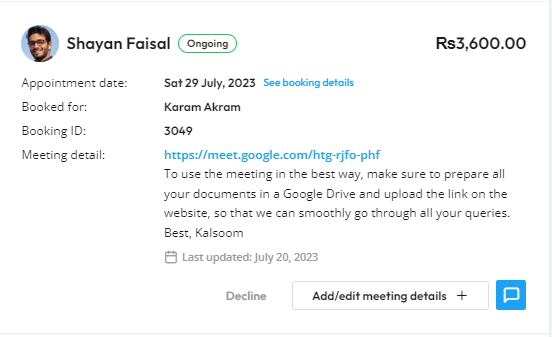 Shayan Faisal Ongoing Rs3,600.00
Appointment date: Sat 29 July, 2023 See booking details
Booked for: Karam Akram
Booking ID: 3049
Meeting detail: https://meet.google.com/htg-rjfo-phf
To use the meeting in the best way, make sure to prepare all
your documents in a Google Drive and upload the link on the
website, so that we can smoothly go through all your queries.
Best, Kalsoom
Last updated: July 20, 2023
Decline Add/edit meeting details +